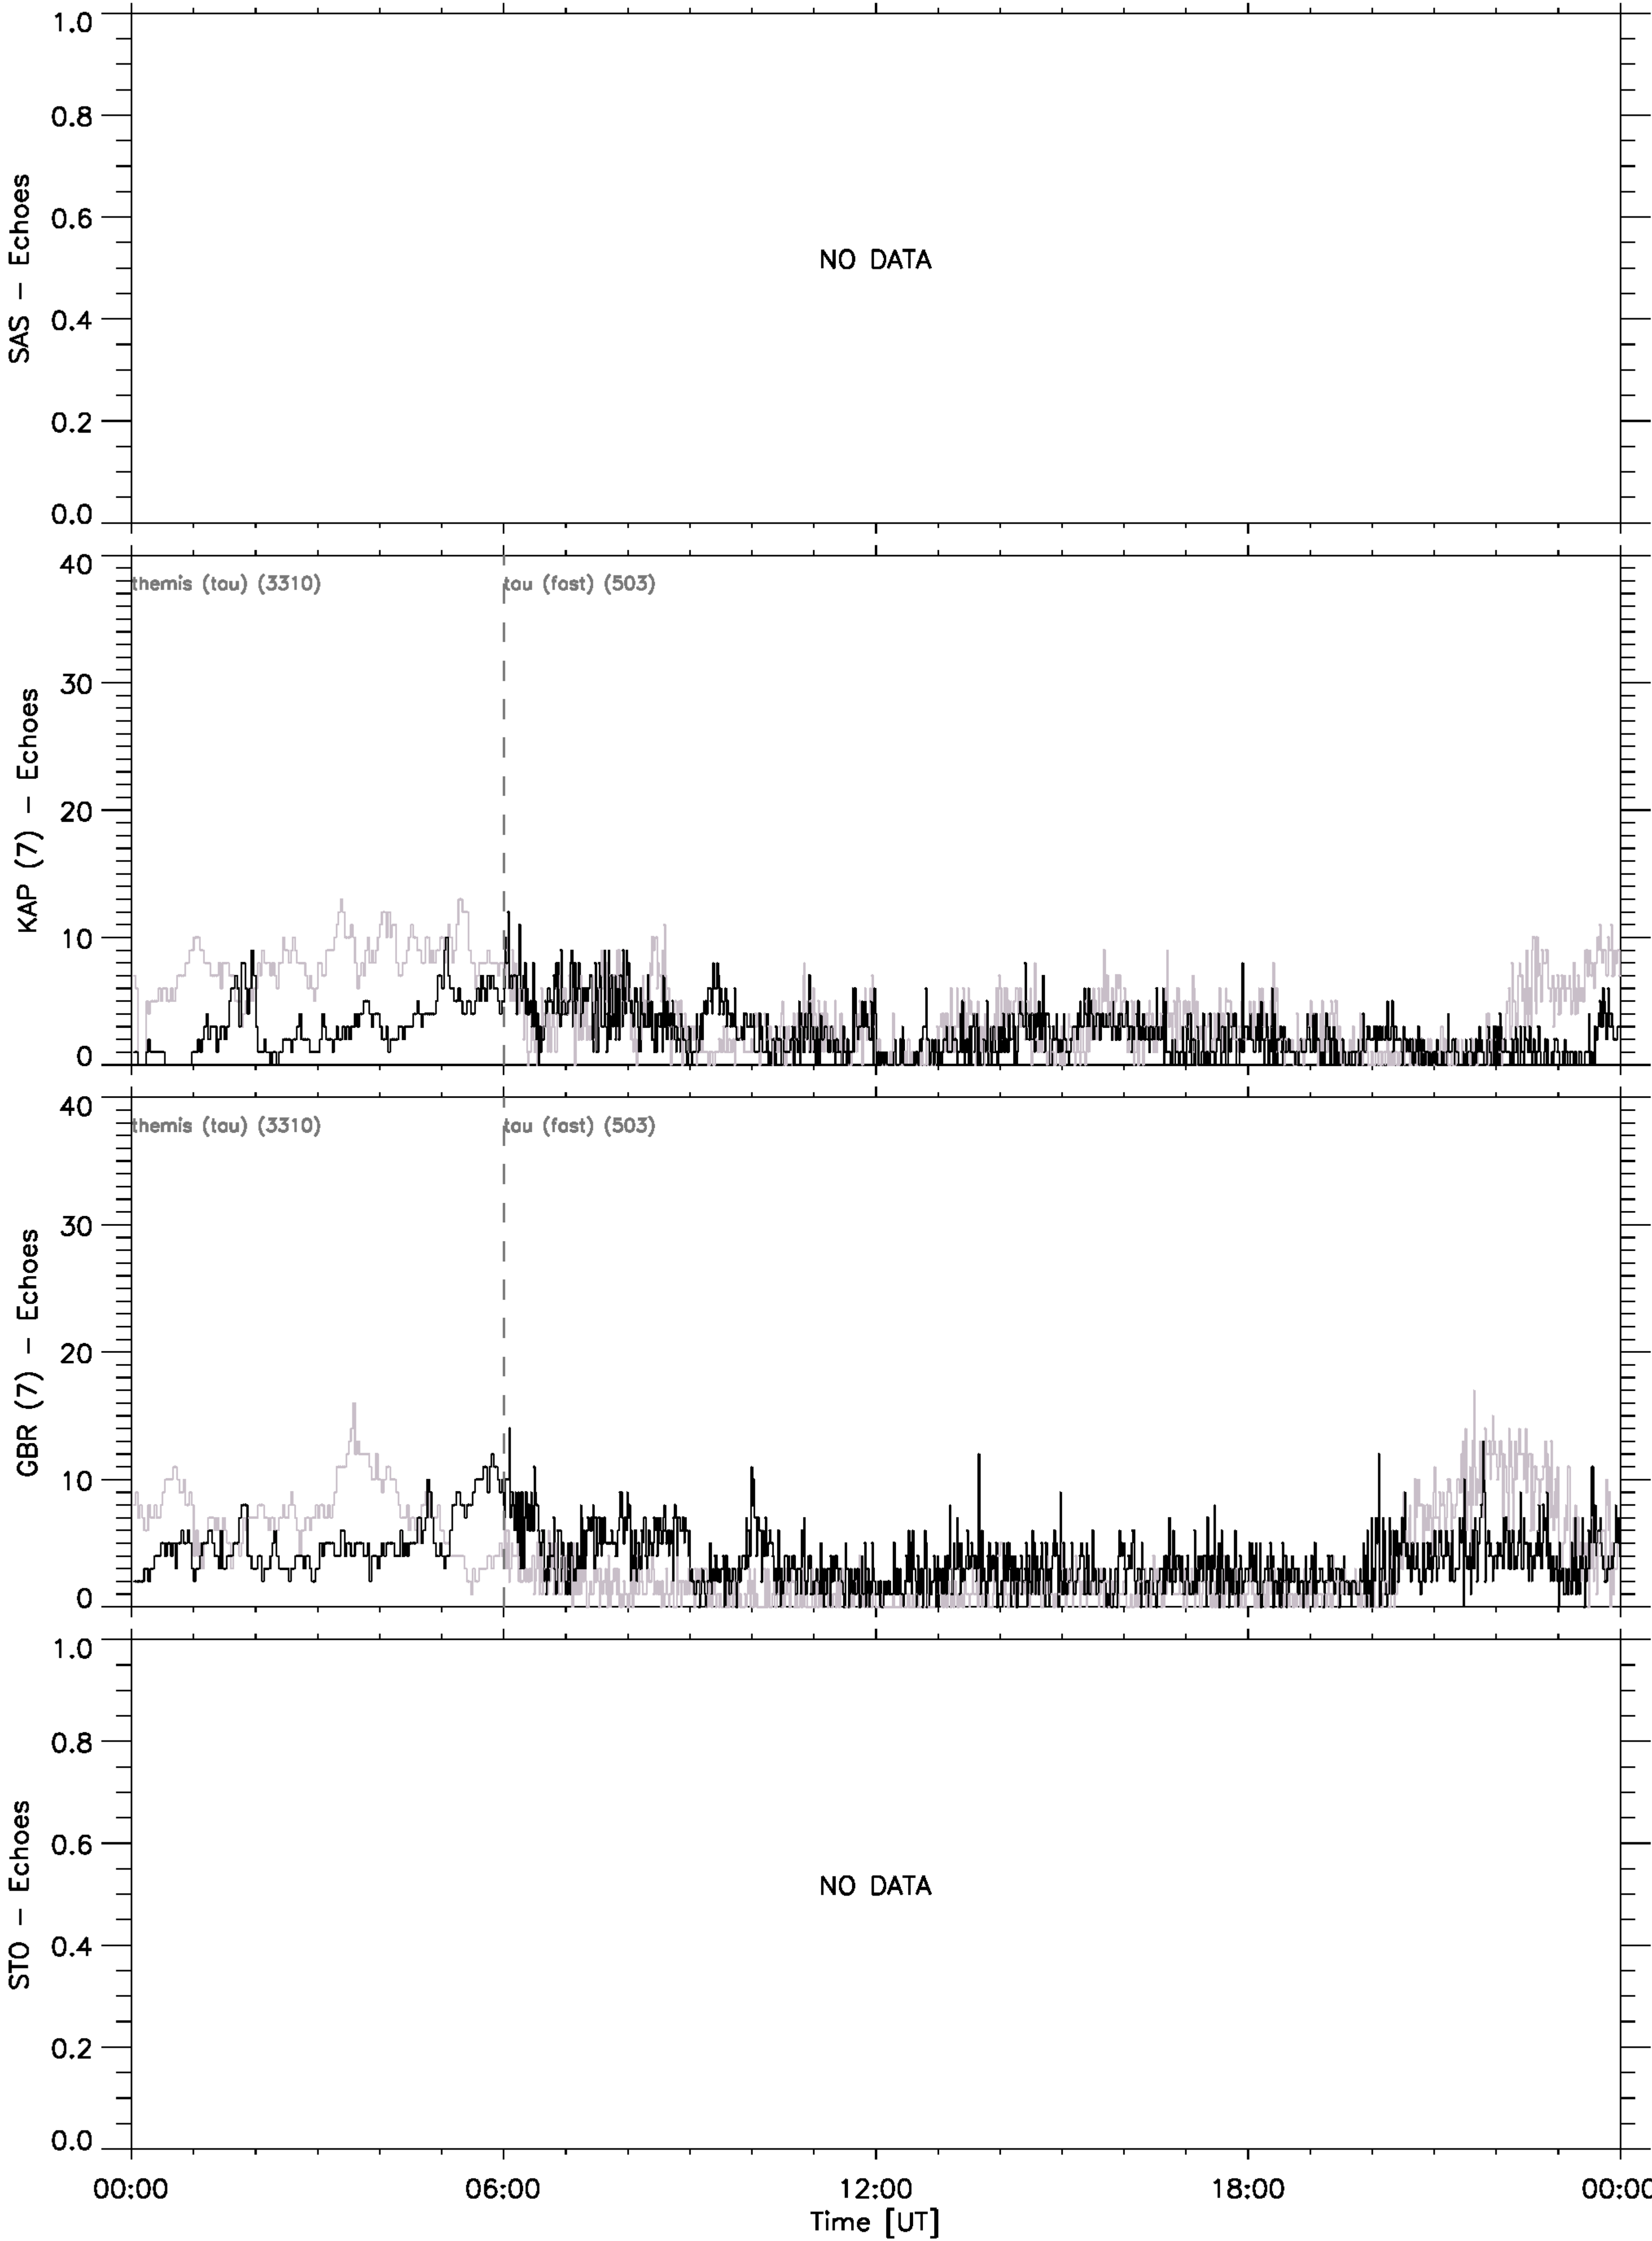 SAS – Echoes
1.0
0.8
0.6
0.4
0.2
0.0
NO DATA
KAP (7) – Echoes
40
30
20
10
0
themis (tau) (3310)
tau (fast) (503)
GBR (7) – Echoes
40
30
20
10
0
themis (tau) (3310)
tau (fast) (503)
STO – Echoes
1.0
0.8
0.6
0.4
0.2
0.0
NO DATA
00:00 06:00 12:00 18:00 00:00
Time [UT]